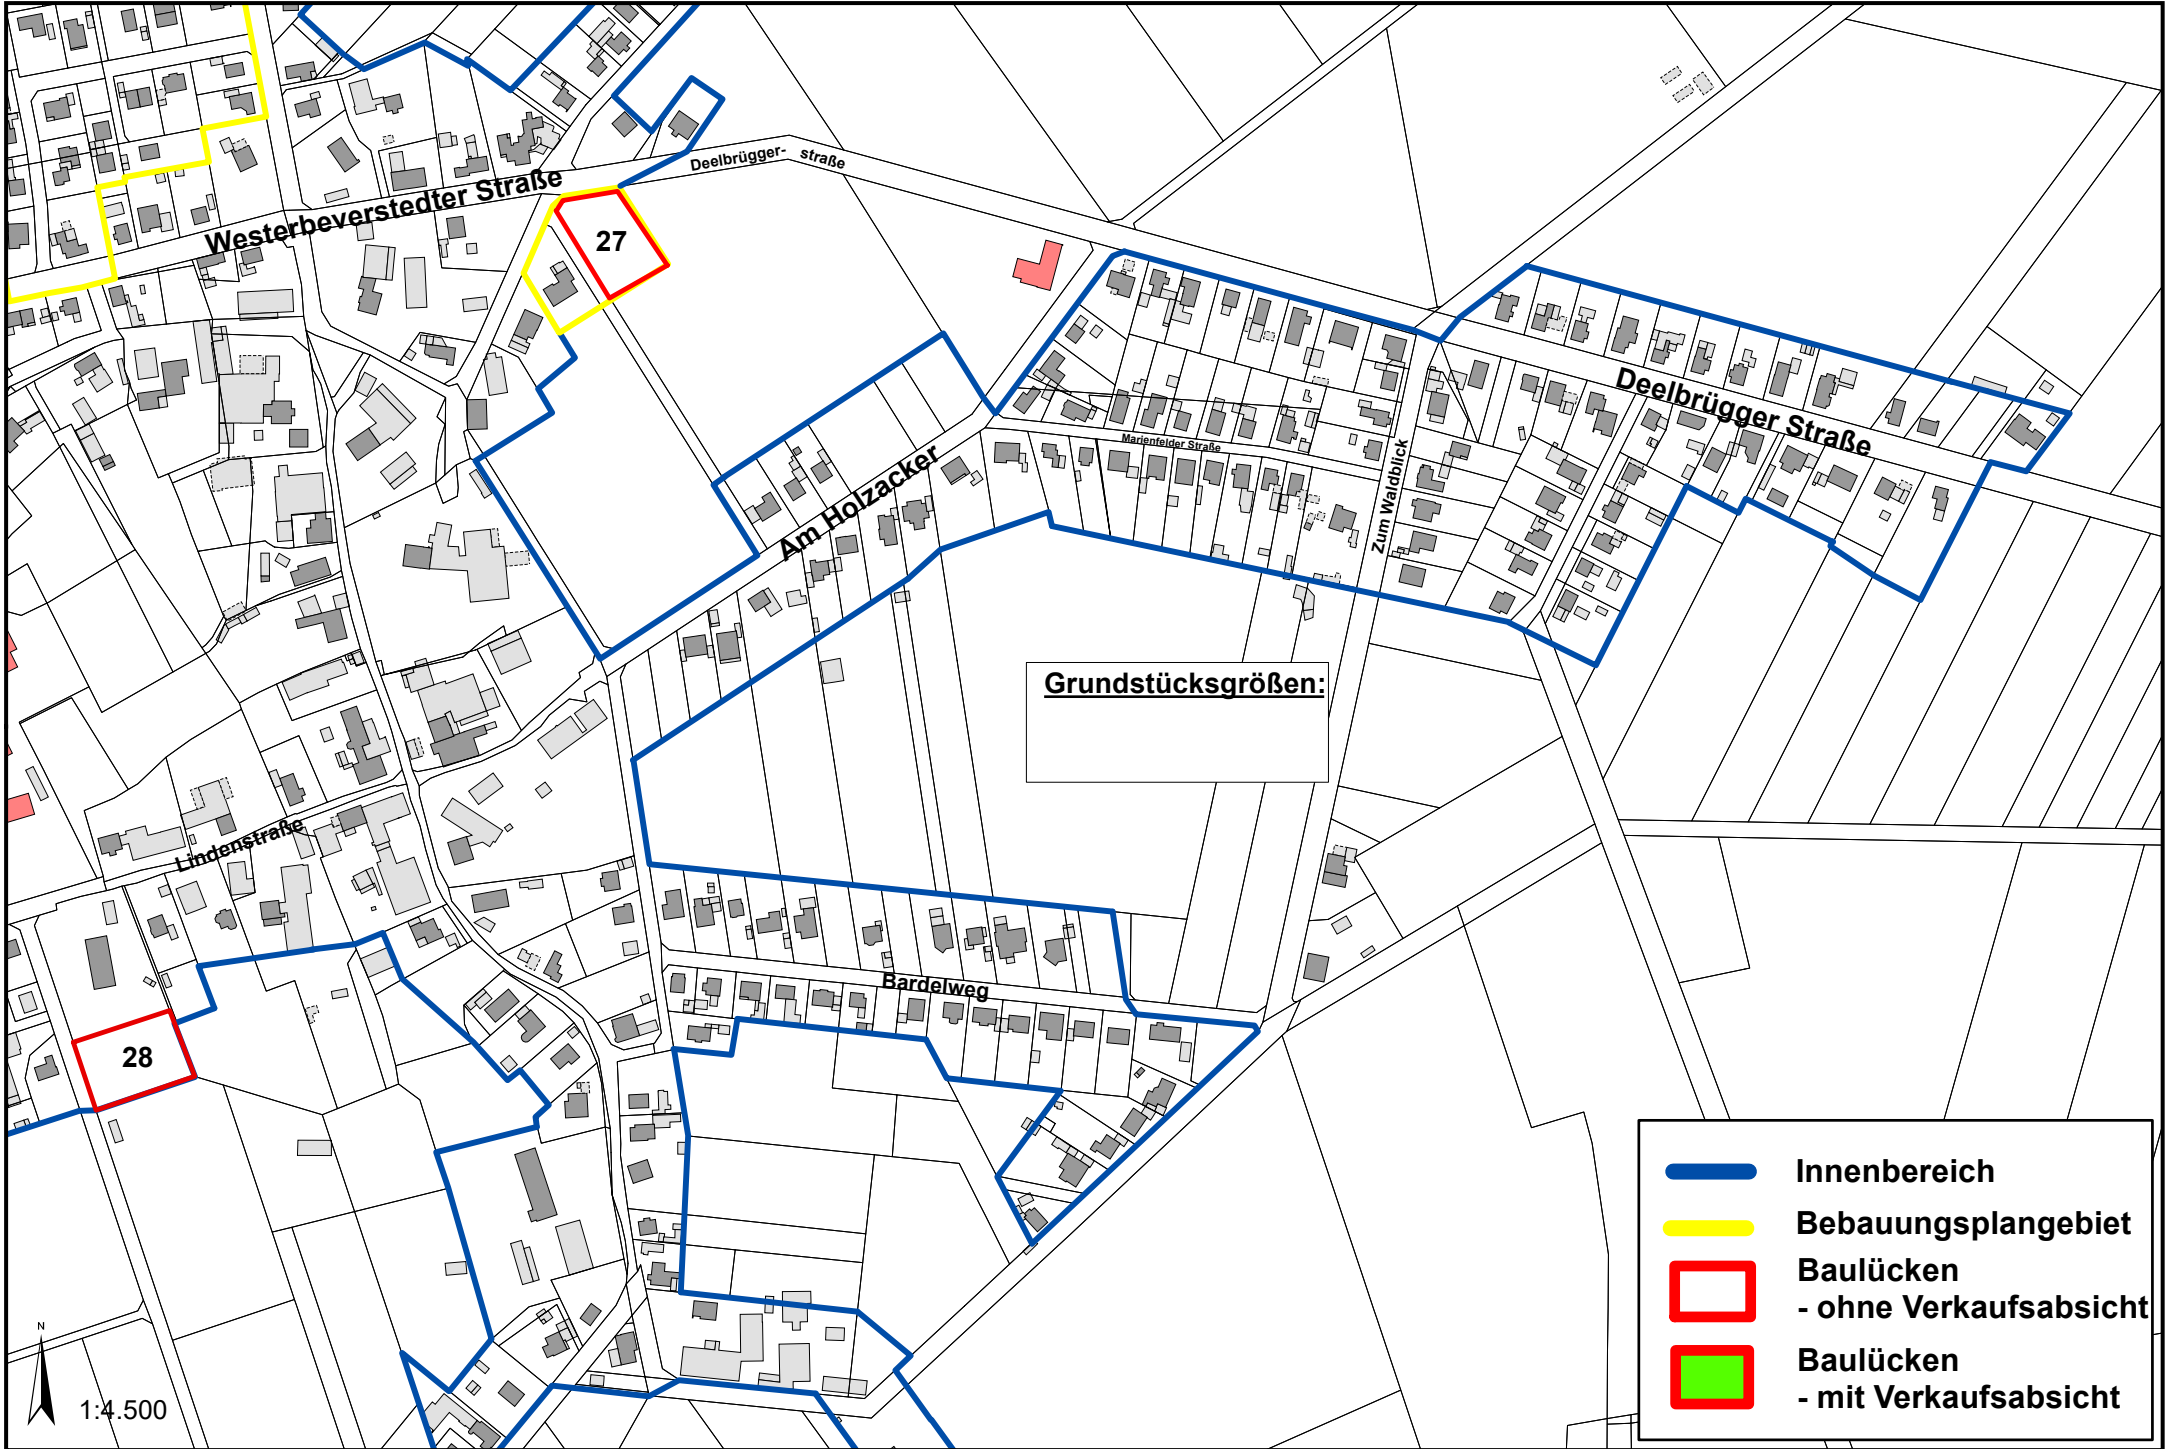 Deelbrügger- straße
Westerbeverstedter Straße
27
Deelbrügger Straße
Marienfelder Straße
Am Holzacker
Zum Waldblick
Grundstücksgrößen:
Lindenstraße
Bardelweg
28
Innenbereich
Bebauungsplangebiet
Baulücken
- ohne Verkaufsabsicht
Baulücken
- mit Verkaufsabsicht
N
1:4.500